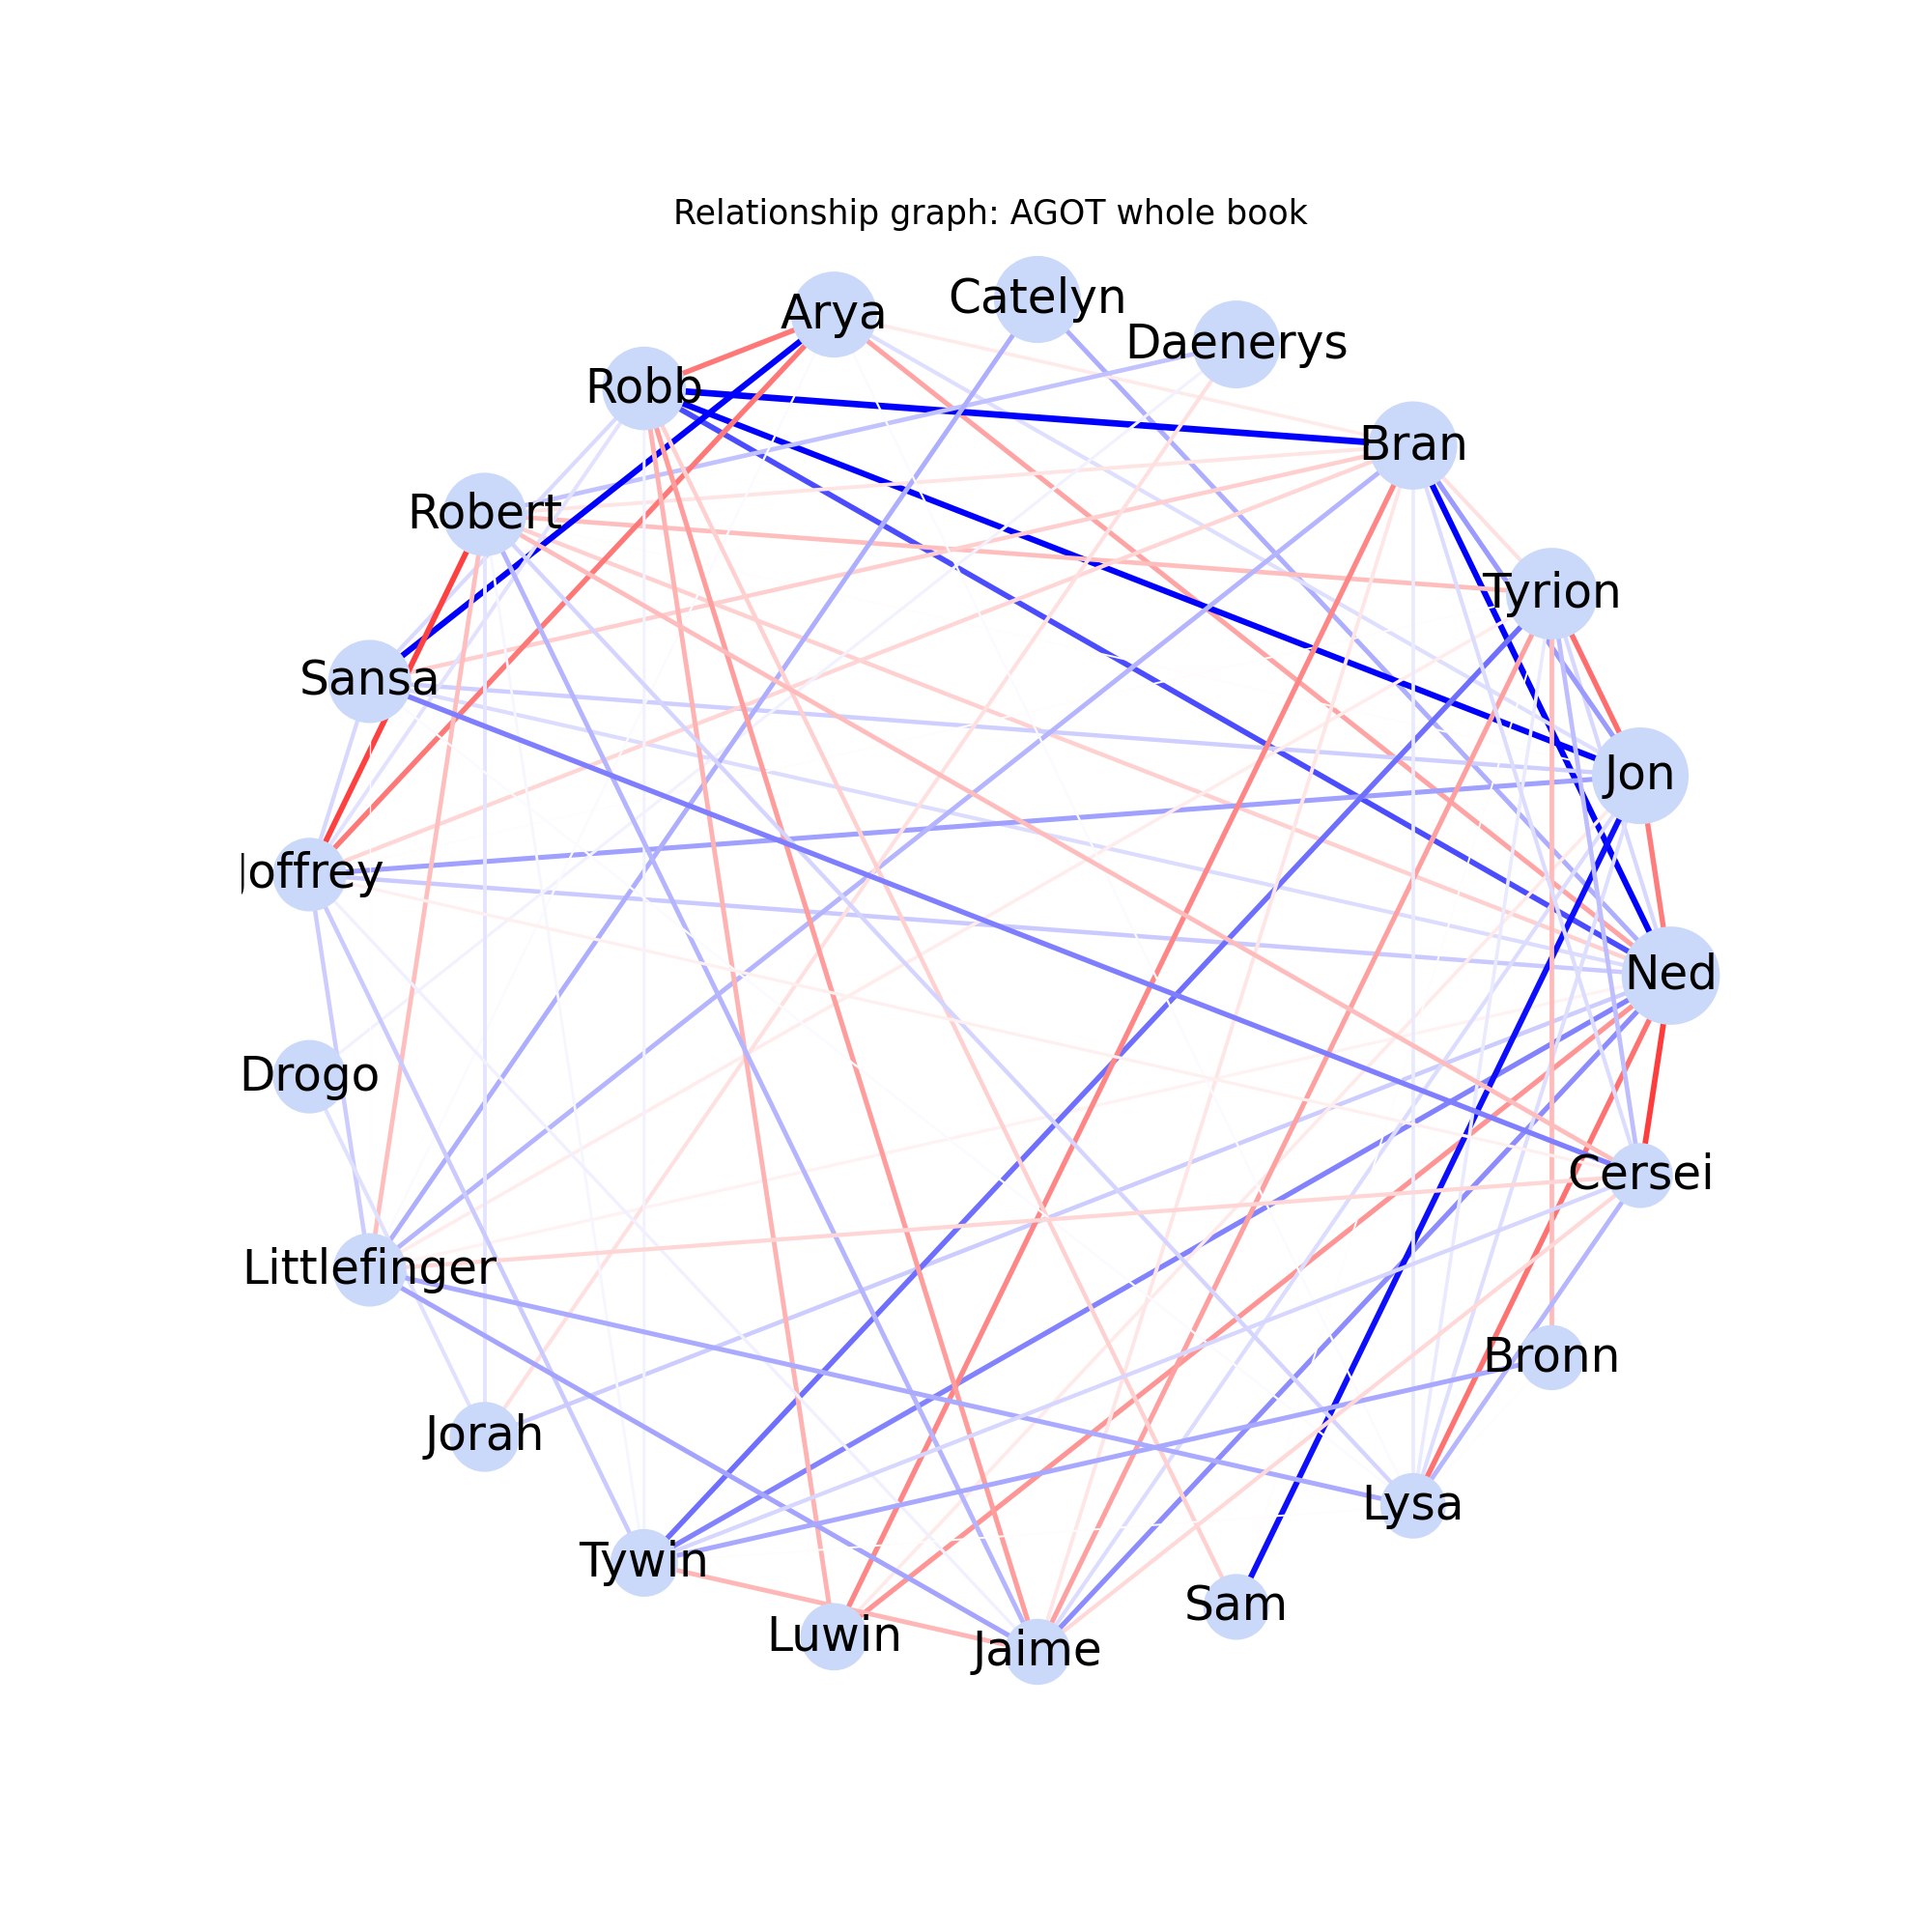 Relationship graph: AGOT whole book
Catelyn
Arya
Daenerys
Robb
Bran
Robert
Tyrion
Sansa
Jon
Joffrey
Ned
Drogo
Cersei
Littlefinger
Bronn
Jorah
Lysa
Tywin
Sam
Luwin
Jaime